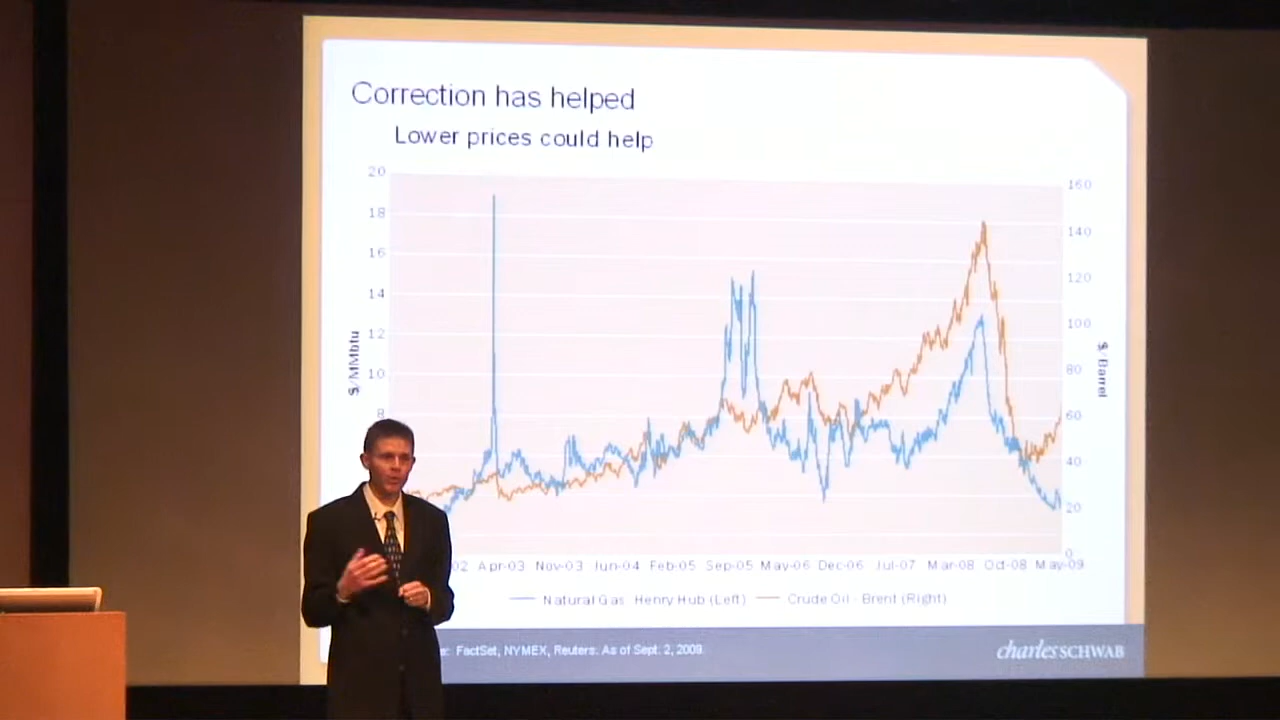 Correction has helped
Lower prices could help
20
18
16
14
12
10
8
$/MMbtu
160
140
120
100
80
60
40
20
0
$/Barrel
02 Apr-03 Nov-03 Jun-04 Feb-05 Sep-05 May-06 Dec-06 Jul-07 Mar-08 Oct-08 May-09
Natural Gas Henry Hub (Left) Crude Oil - Brent (Right)
e: FactSet, NYMEX, Reuters. As of Sept. 2, 2009.
charles SCHWAB